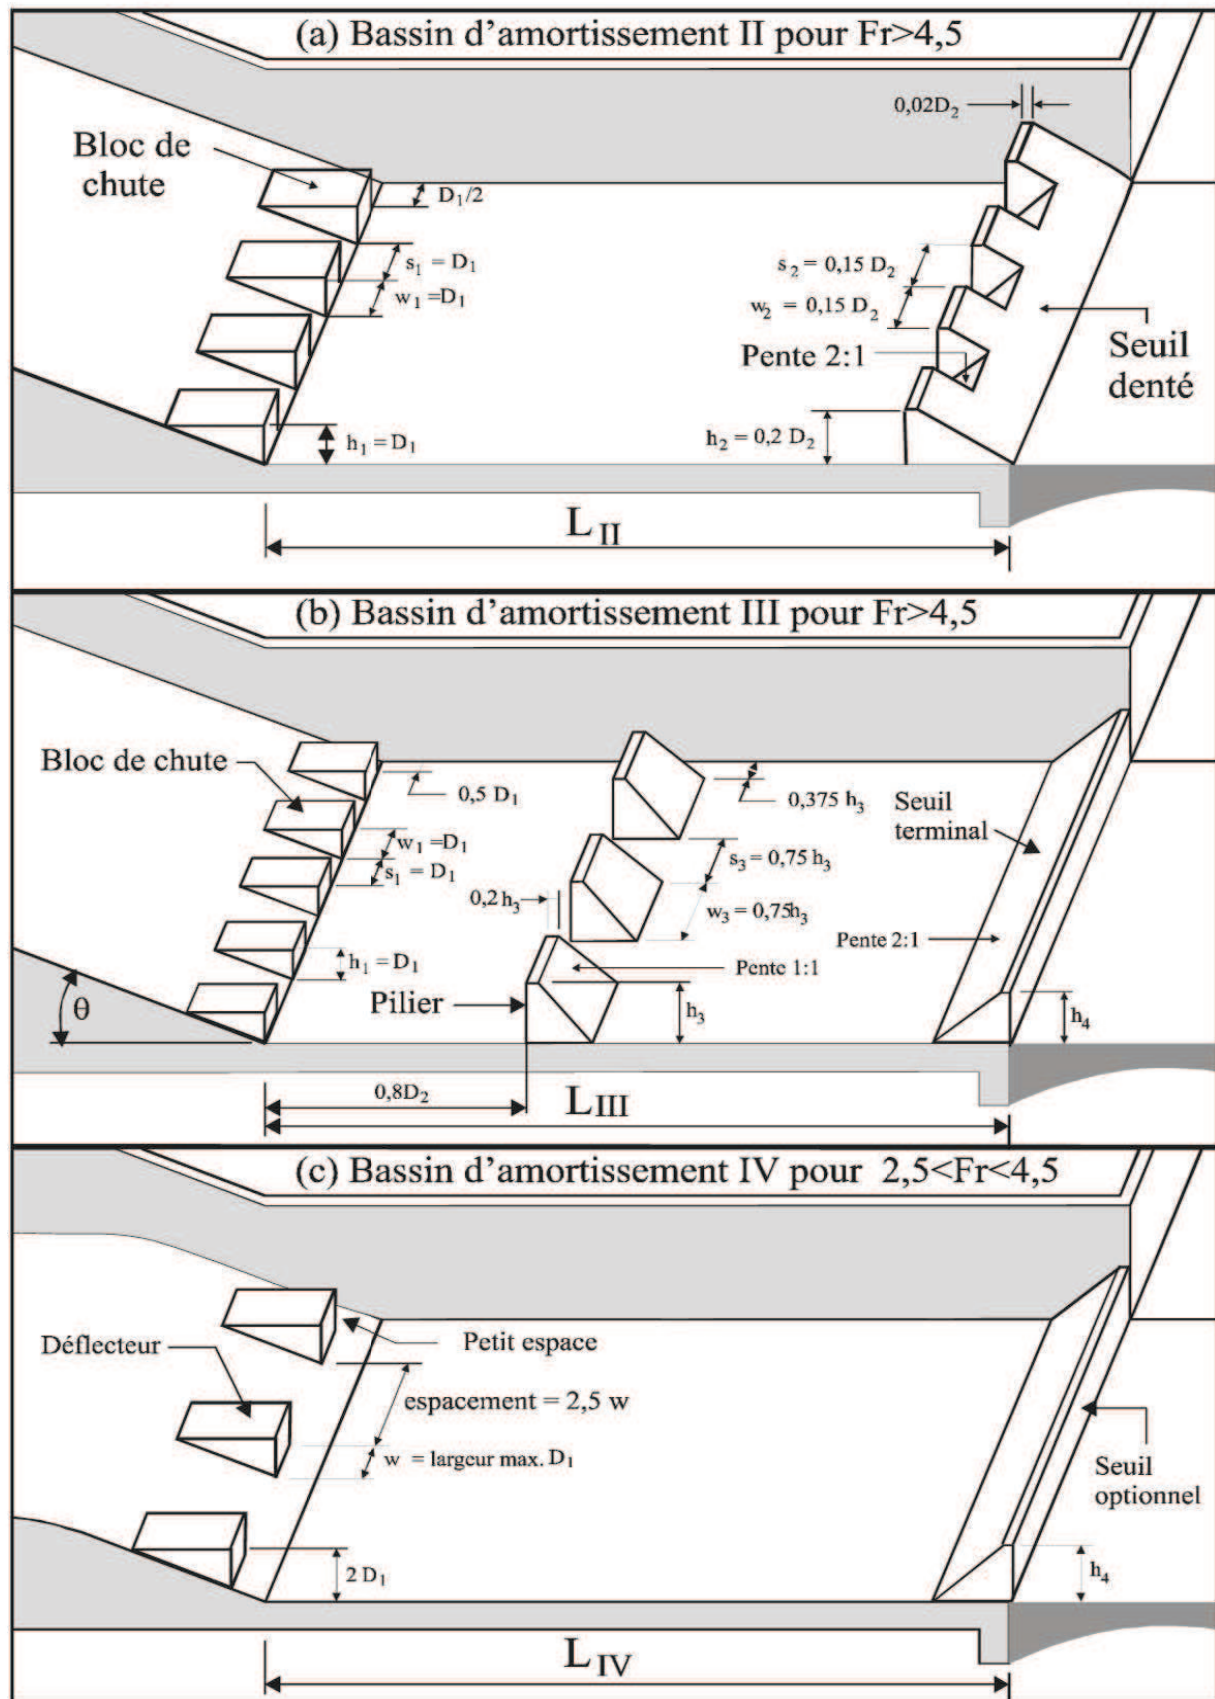 (a) Bassin d'amortissement II pour Fr>4,5
0,02D₂
Bloc de
chute
D₁/2
s₁ = D₁
w₁ =D₁
s₂ = 0,15 D₂
w₂ = 0,15 D₂
Pente 2:1
Seuil
denté
h₁ = D₁
h₂ = 0,2 D₂
L II
(b) Bassin d'amortissement III pour Fr>4,5
Bloc de chute
0,5 D₁
w₁ =D₁
s₁ = D₁
0,375 h₃
Seuil
terminal
s₃ = 0,75 h₃
0,2 h₃
w₃ = 0,75h₃
Pente 2:1
h₁ = D₁
Pente 1:1
θ
Pilier
h₃
h₄
0,8D₂
L III
(c) Bassin d'amortissement IV pour 2,5<Fr<4,5
Déflecteur
Petit espace
espacement = 2,5 w
w = largeur max. D₁
Seuil
optionnel
2 D₁
h₄
L IV